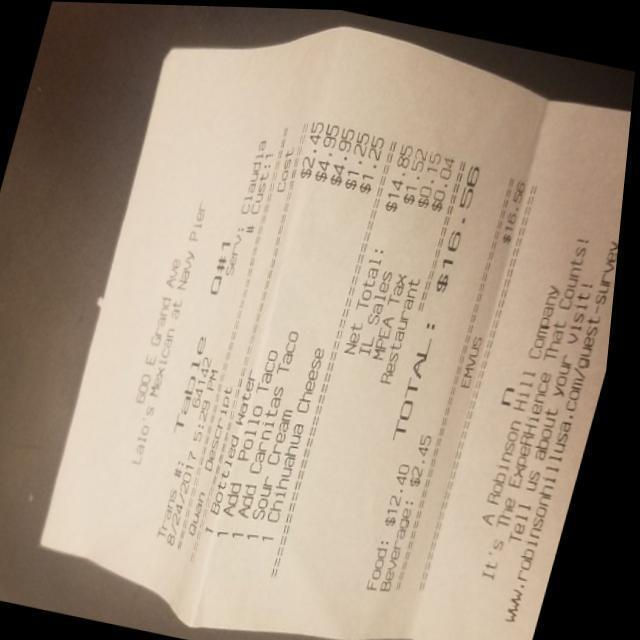 600 E Grand Ave
Lalo's Mexican at Navy Pier
Table O#1
Trans #: 641742 Serv: Claudia
8/24/2017 5:29 PM # Cust: 1
Quan Descript Cost
1 Bottled Water $2.45
1 Add Pollo Taco $4.95
1 Add Carnitas Taco $4.95
1 Sour Cream $1.25
1 Chihuahua Cheese $1.25
Net Total: $14.85
IL Sales $1.52
MPEA Tax $0.15
Restaurant $0.04
TOTAL: $16.56
Food: $12.40
Beverage: $2.45
EMVUS $16.56
A Robinson Hill Company
It's The Experience That Counts!
Tell us about your visit!
www.robinsonhillusa.com/guest-survey